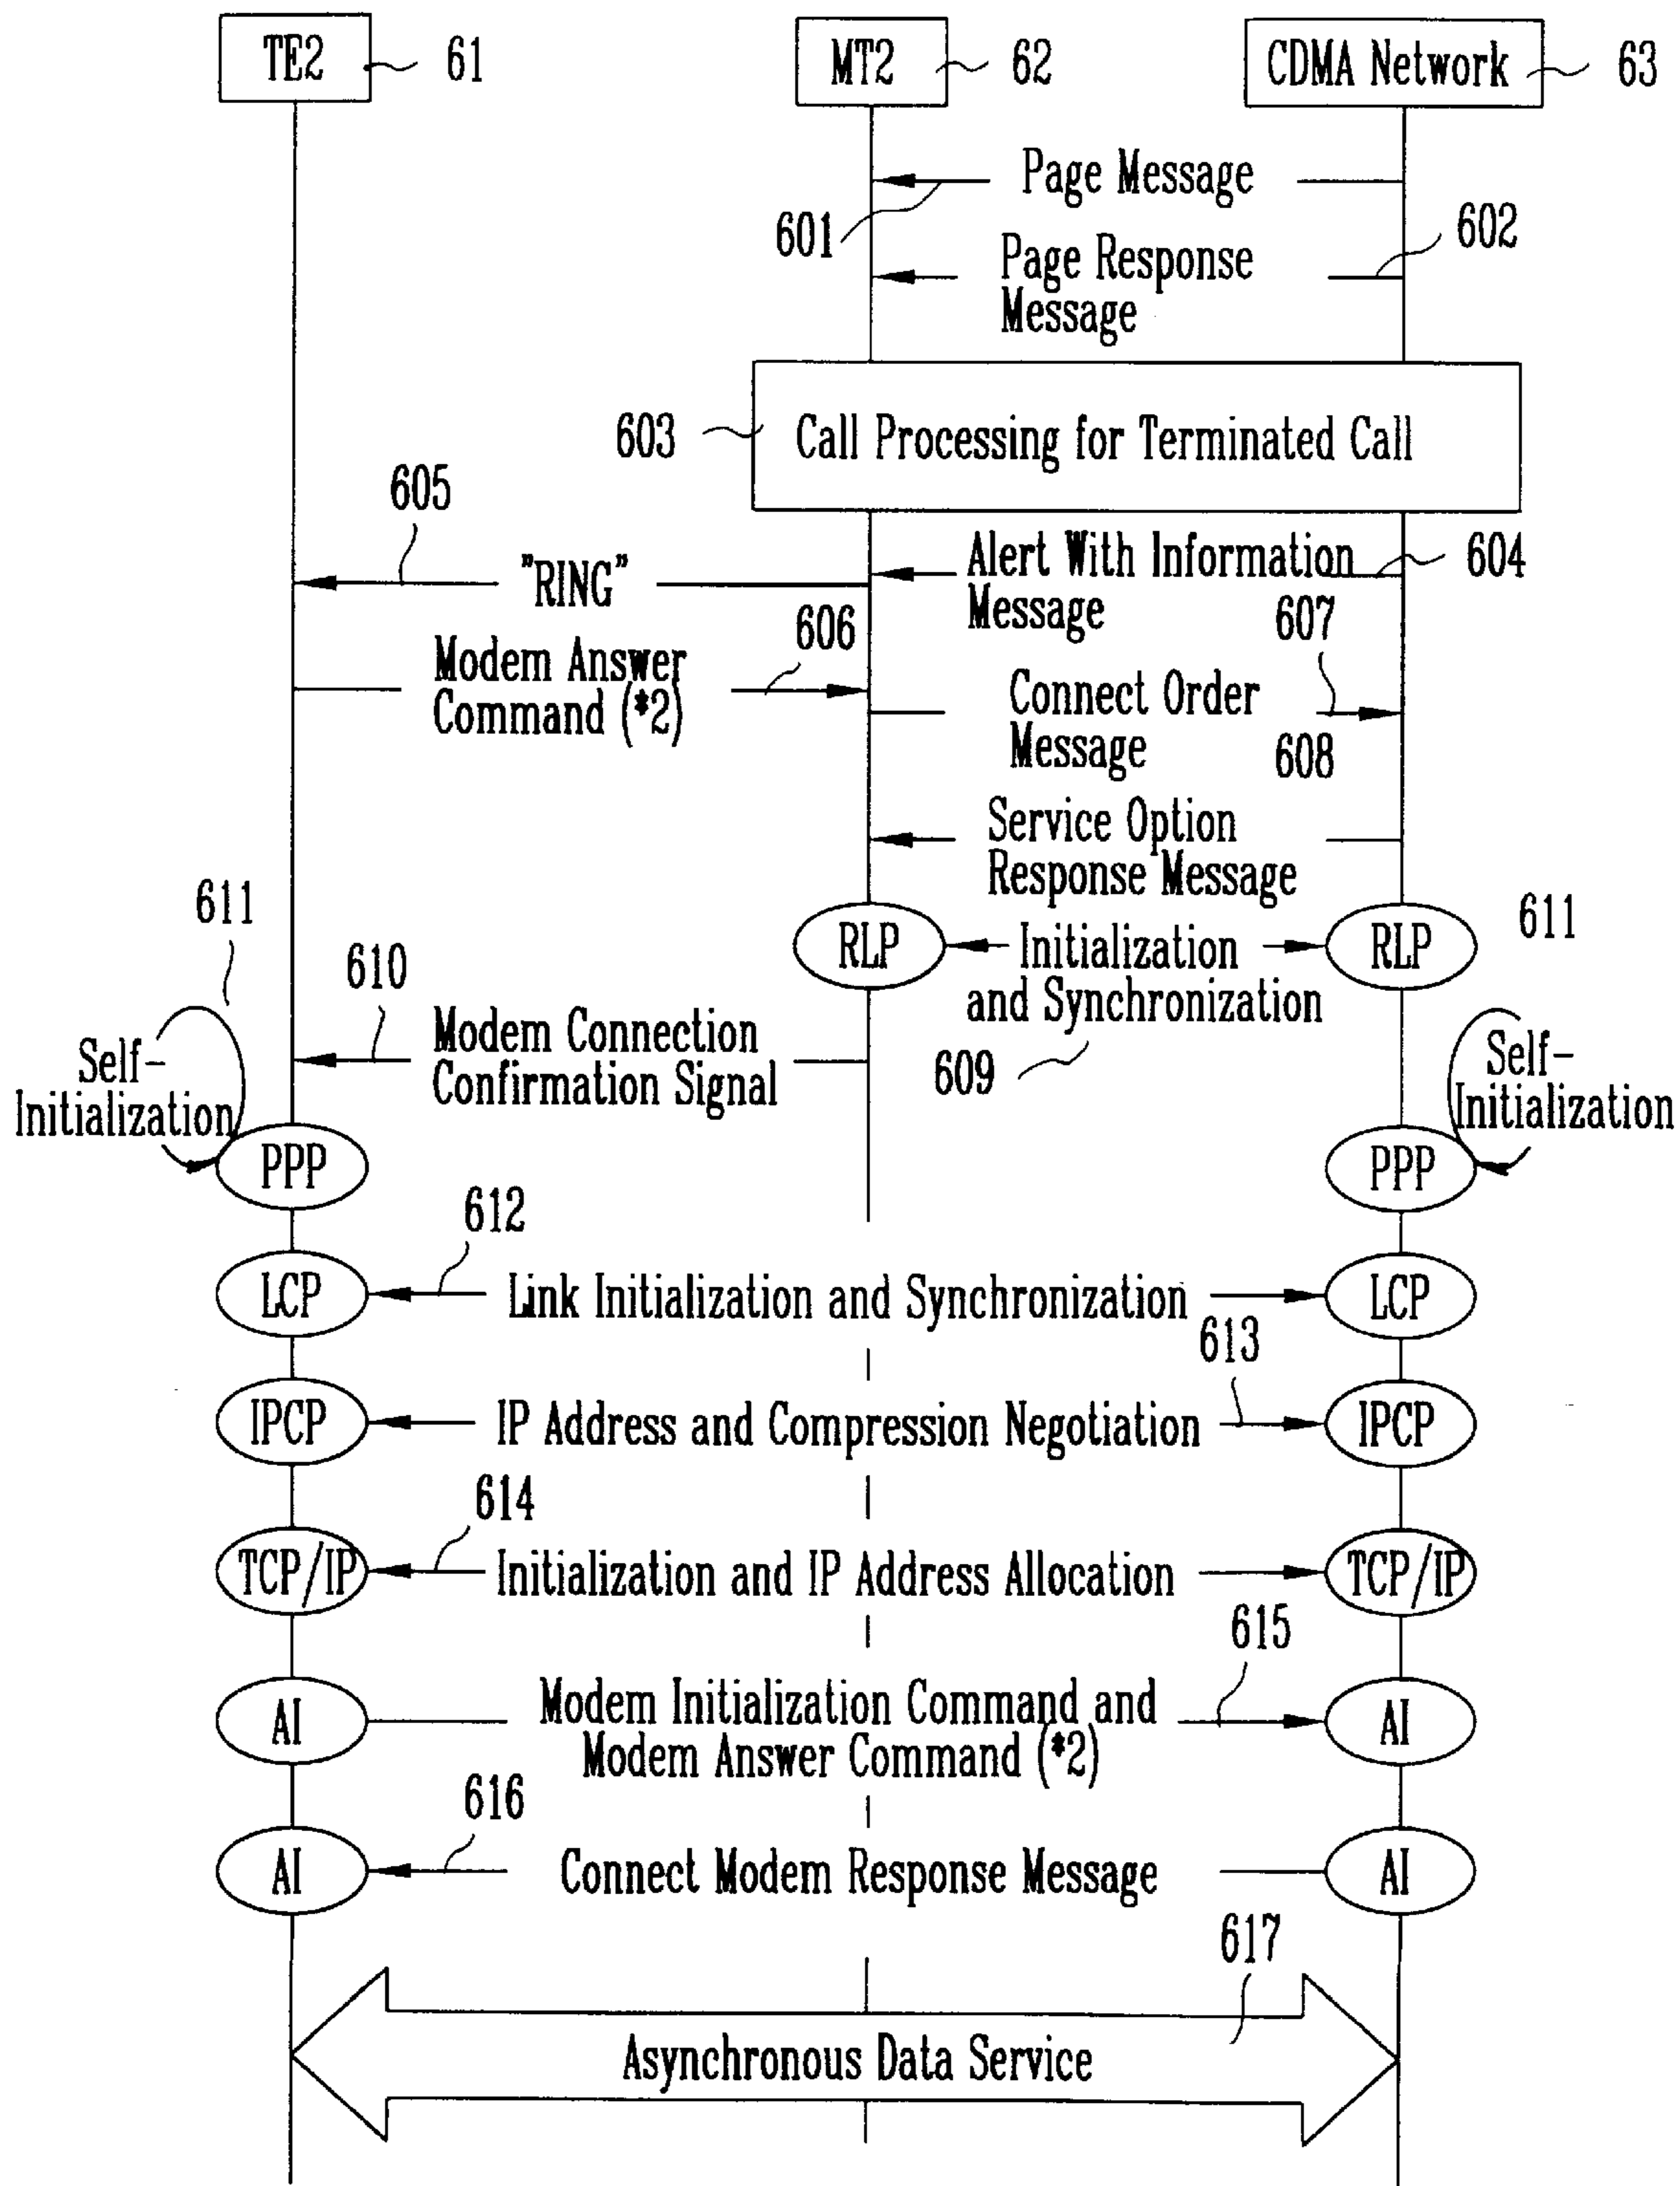 TE2 61
MT2 62
CDMA Network 63
Page Message
601
602
Page Response
Message
603 Call Processing for Terminated Call
605
Alert With Information
Message
604
"RING"
606
607
Modem Answer
Command (*2)
Connect Order
Message
608
Service Option
Response Message
611
611
RLP
Initialization
and Synchronization
RLP
610
609
Modem Connection
Confirmation Signal
Self-
Initialization
Self-
Initialization
PPP
PPP
612
LCP Link Initialization and Synchronization LCP
613
IPCP IP Address and Compression Negotiation IPCP
614
TCP/IP Initialization and IP Address Allocation TCP/IP
615
AI
Modem Initialization Command and
Modem Answer Command (*2)
AI
616
AI Connect Modem Response Message AI
617
Asynchronous Data Service